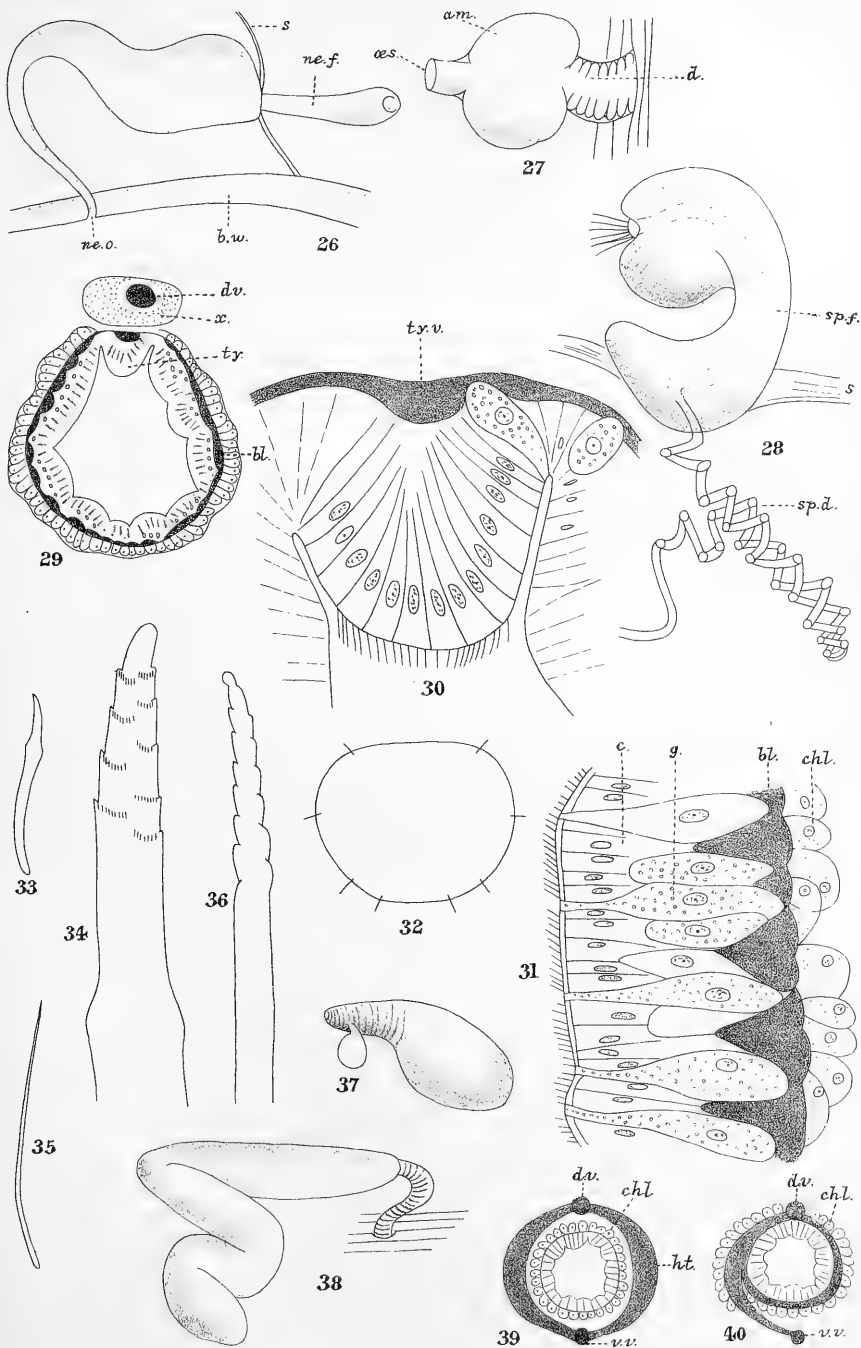 s
ne.f.
ne.o.
b.w.
26
am.
œs.
d.
27
sp.f.
s
28
sp.d.
d.v.
x.
ty.
bl.
29
ty.v.
30
33
34
36
32
c.
g.
bl.
chl.
31
35
37
38
d.v.
chl
ht.
v.v.
39
d.v.
chl.
v.v.
40